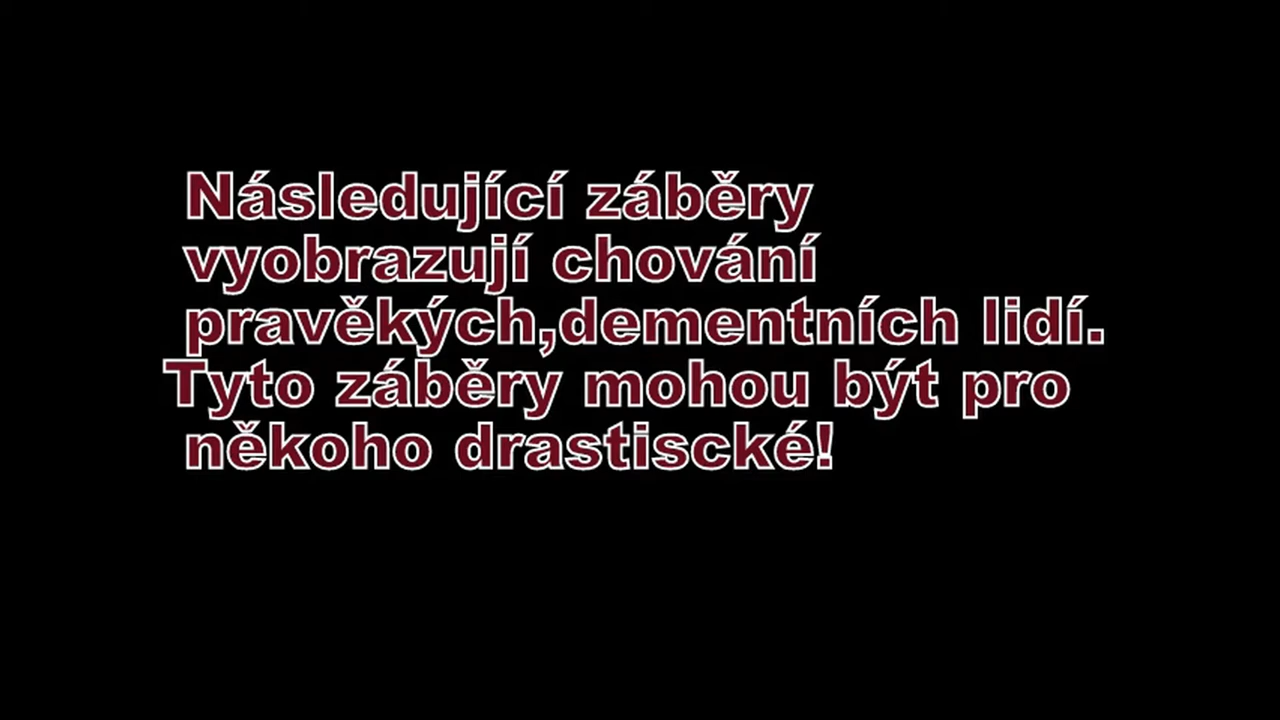 Následující záběry
vyobrazují chování
pravěkých,dementních lidí.
Tyto záběry mohou být pro
někoho drastiscké!